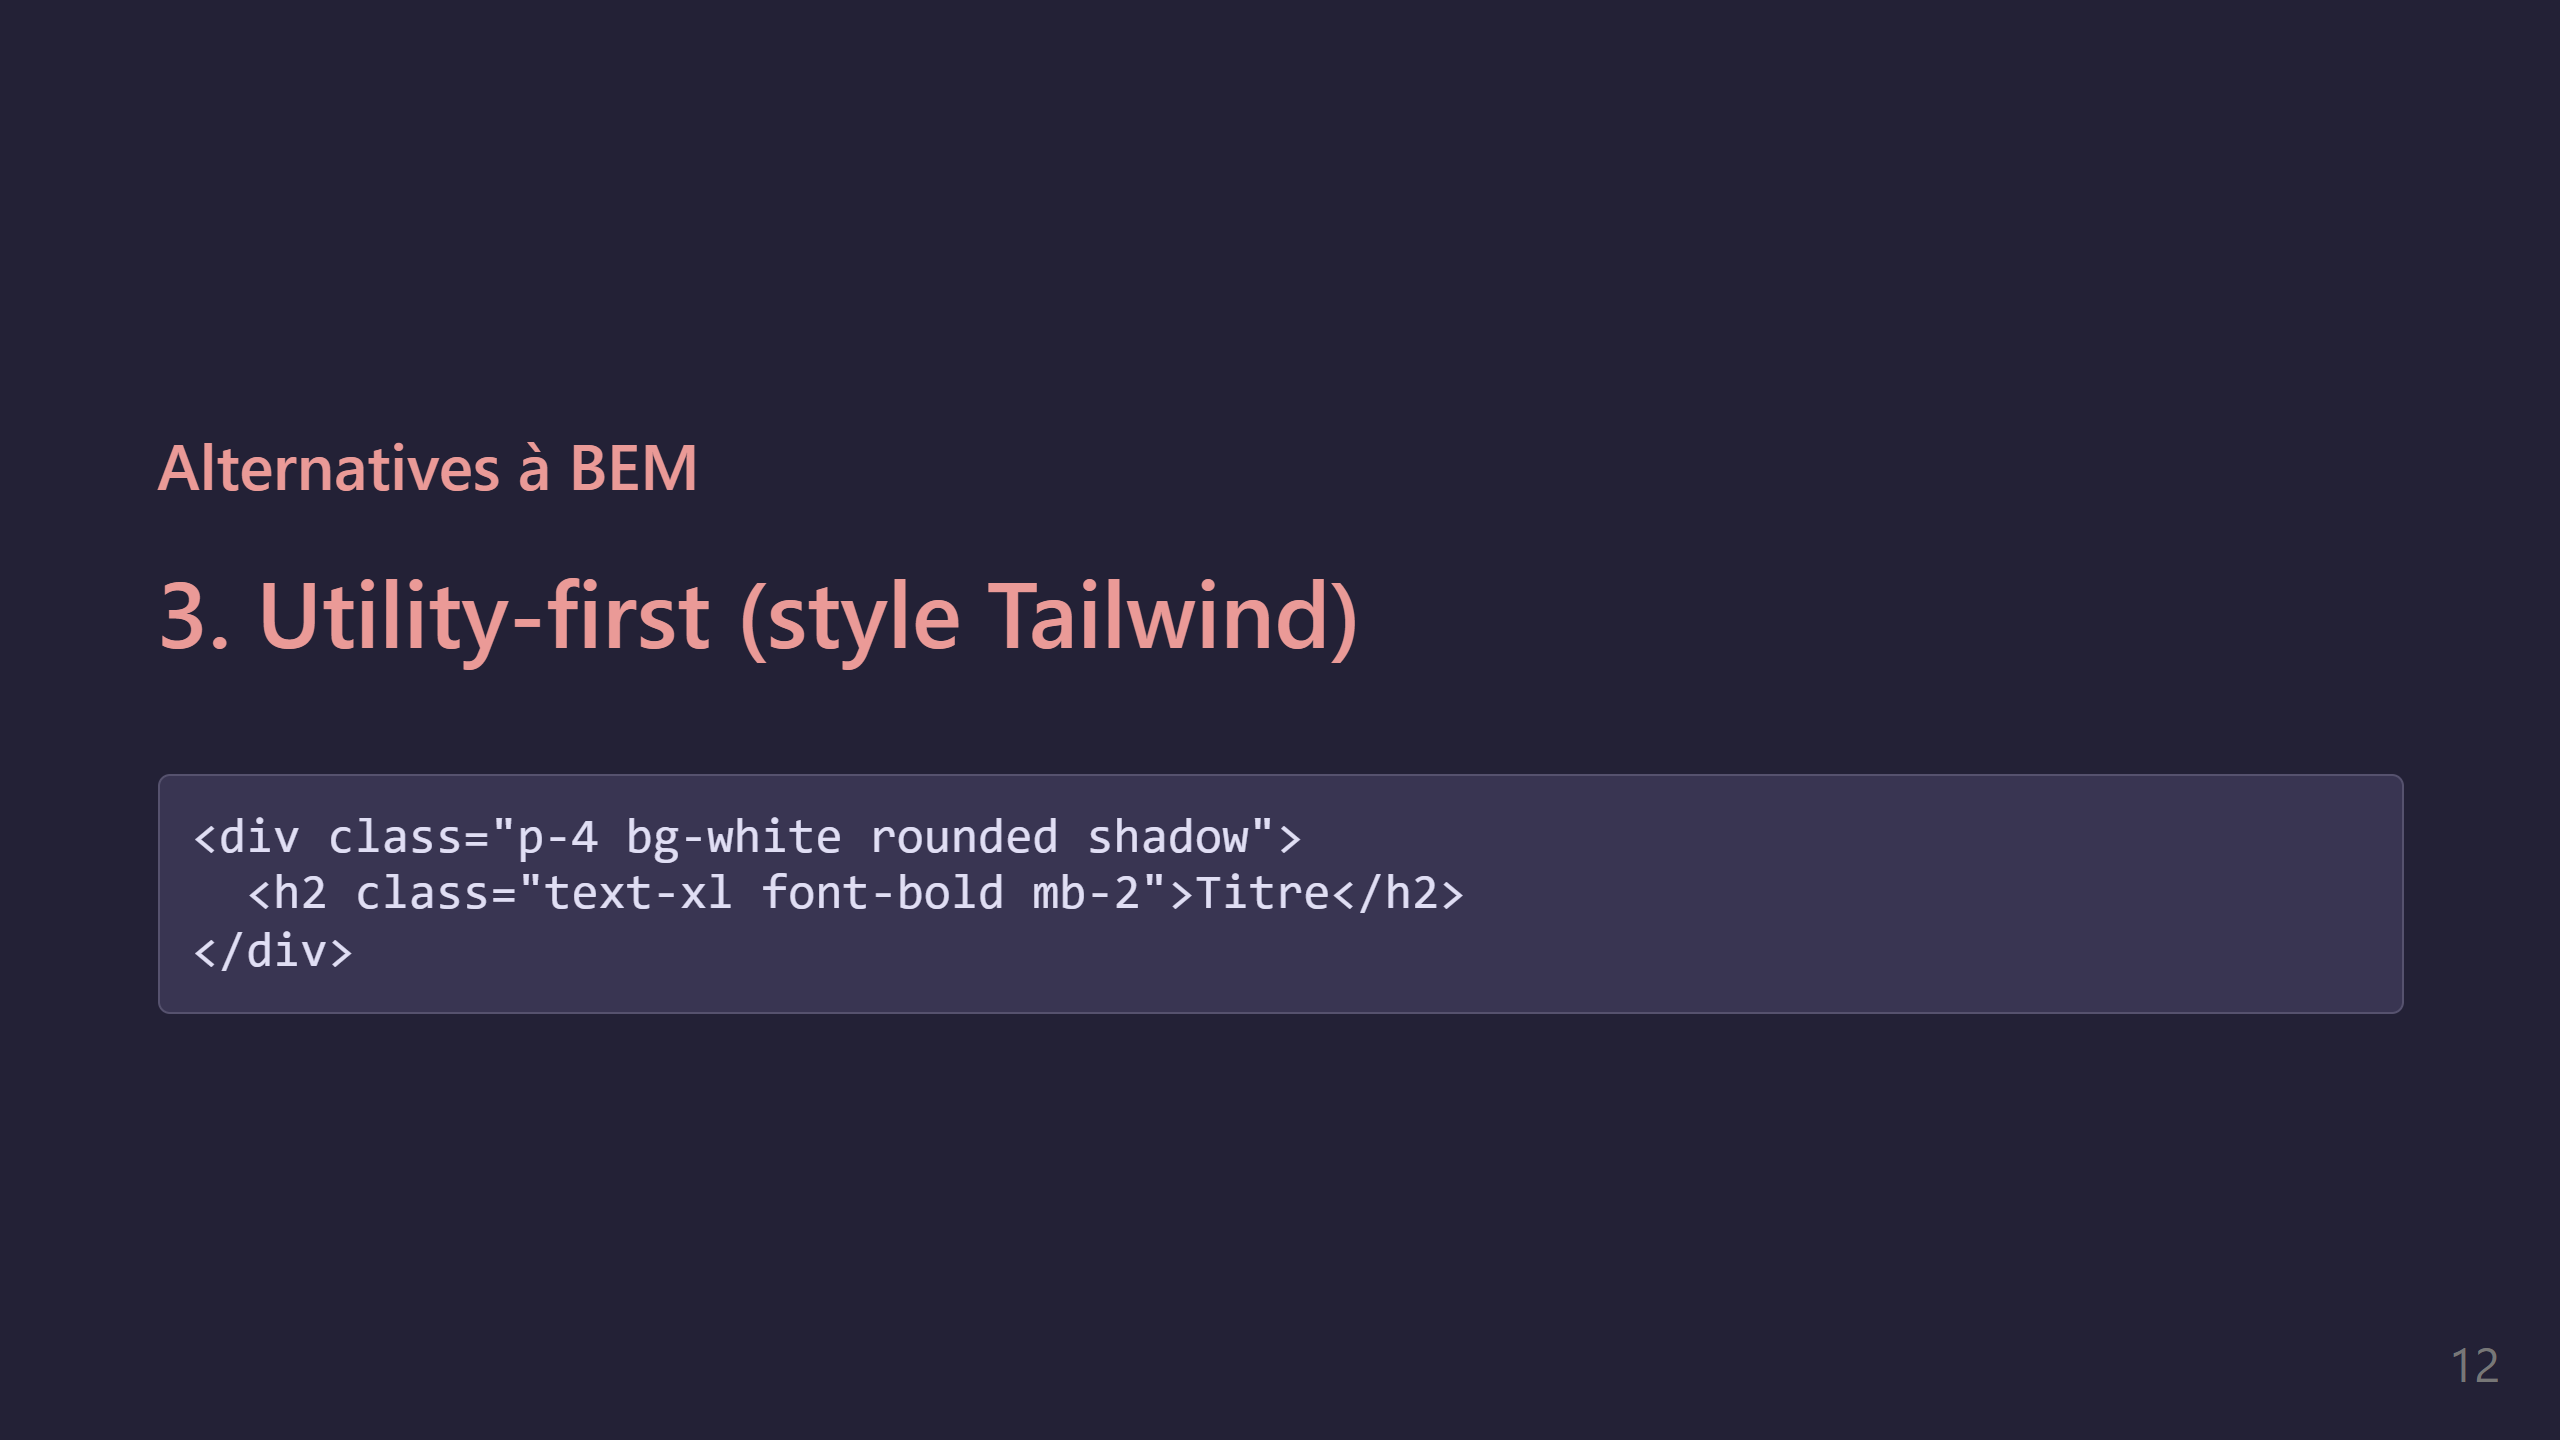 Alternatives à BEM
3. Utility-first (style Tailwind)
<div class="p-4 bg-white rounded shadow">
  <h2 class="text-xl font-bold mb-2">Titre</h2>
</div>
12